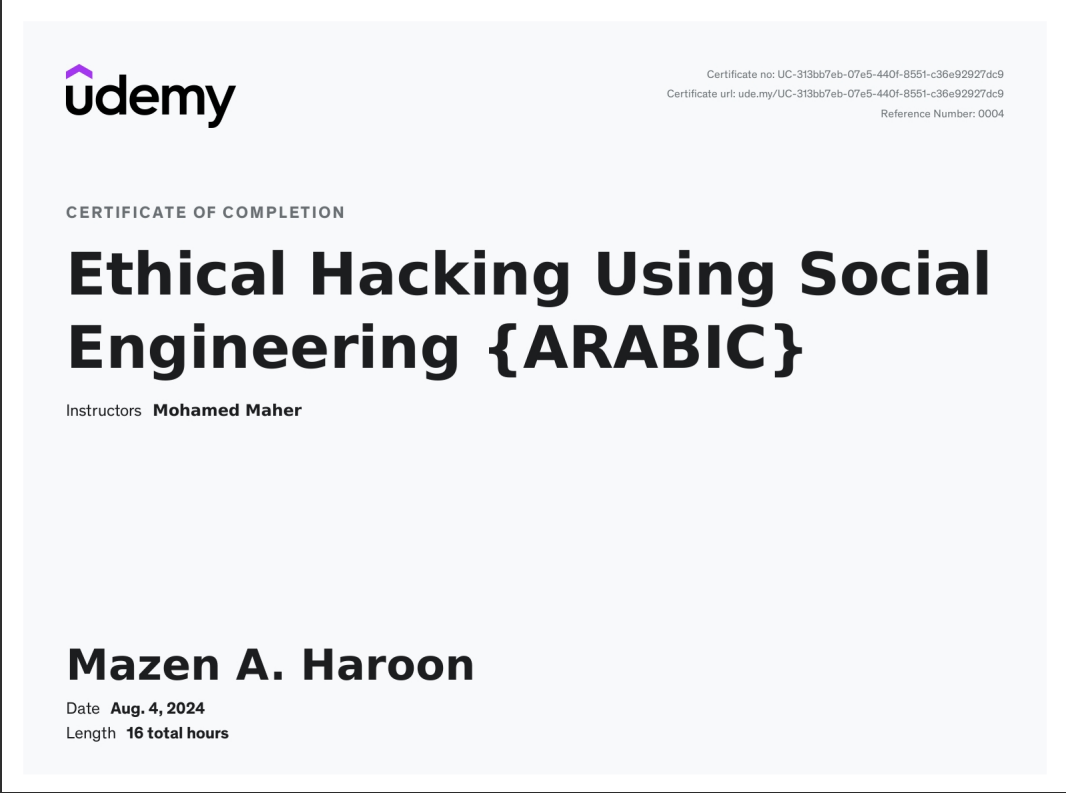 udemy
Certificate no: UC-313bb7eb-07e5-440f-8551-c36e92927dc9
Certificate url: ude.my/UC-313bb7eb-07e5-440f-8551-c36e92927dc9
Reference Number: 0004
CERTIFICATE OF COMPLETION
Ethical Hacking Using Social
Engineering {ARABIC}
Instructors Mohamed Maher
Mazen A. Haroon
Date Aug. 4, 2024
Length 16 total hours